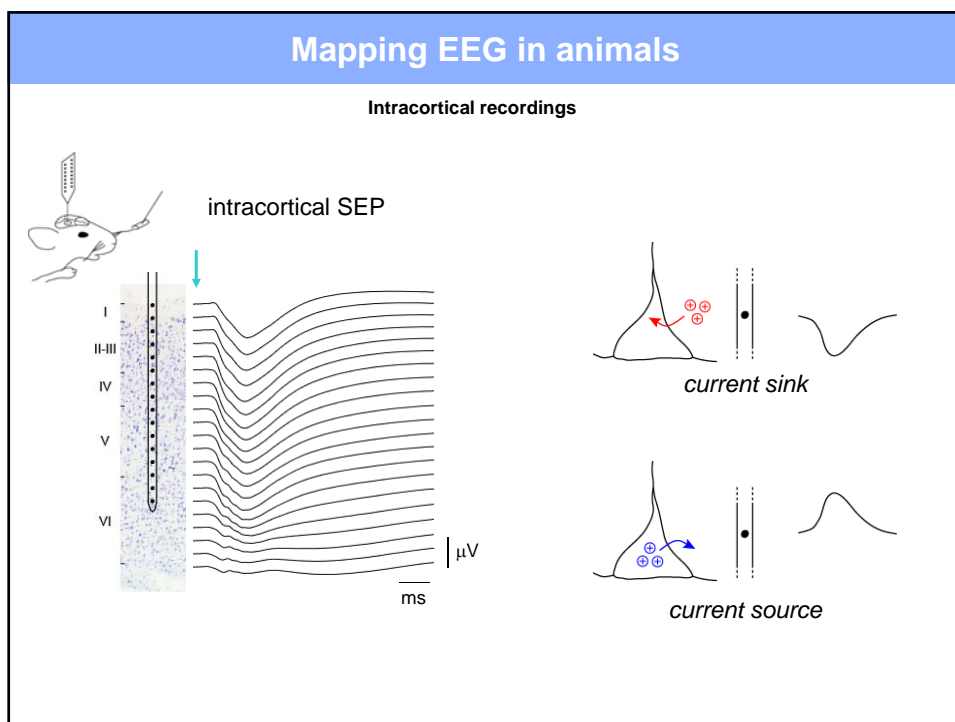 Mapping EEG in animals
Intracortical recordings
intracortical SEP
I
II-III
IV
V
VI
μV
ms
current sink
current source